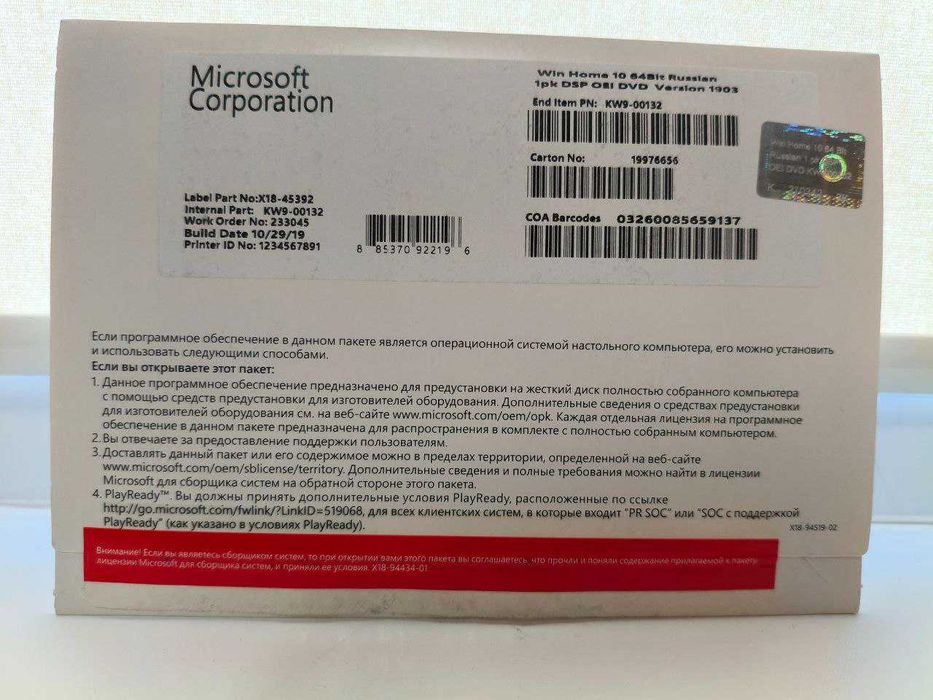 Microsoft
Corporation
Win Home 10 64Bit Russian
1pk DSP OEI DVD Version 1903
End Item PN: KW9-00132
Carton No: 19976656
COA Barcodes 03260085659137
Label Part No:X18-45392
Internal Part: KW9-00132
Work Order No: 233045
Build Date 10/29/19
Printer ID No: 1234567891
8 85370 92219 6
Win Home 10 64 Bit
Russian 1
OEI DVD
Если программное обеспечение в данном пакете является операционной системой настольного компьютера, его можно установить
и использовать следующими способами.
Если вы открываете этот пакет:
1. Данное программное обеспечение предназначено для предустановки на жесткий диск полностью собранного компьютера
с помощью средств предустановки для изготовителей оборудования. Дополнительные сведения о средствах предустановки
для изготовителей оборудования см. на веб-сайте www.microsoft.com/oem/opk. Каждая отдельная лицензия на программное
обеспечение в данном пакете предназначена для распространения в комплекте с полностью собранным компьютером.
2. Вы отвечаете за предоставление поддержки пользователям.
3. Доставлять данный пакет или его содержимое можно в пределах территории, определенной на веб-сайте
www.microsoft.com/oem/sblicense/territory. Дополнительные сведения и полные требования можно найти в лицензии
Microsoft для сборщика систем на обратной стороне этого пакета.
4. PlayReady™. Вы должны принять дополнительные условия PlayReady, расположенные по ссылке
http://go.microsoft.com/fwlink/?LinkID=519068, для всех клиентских систем, в которые входит "PR SOC" или "SOC с поддержкой
PlayReady" (как указано в условиях PlayReady).
X18-94519-02
Внимание! Если вы являетесь сборщиком систем, то при открытии вами этого пакета вы соглашаетесь, что прочли и поняли содержание прилагаемой к пакету
лицензии Microsoft для сборщика систем, и приняли ее условия. X18-94434-01